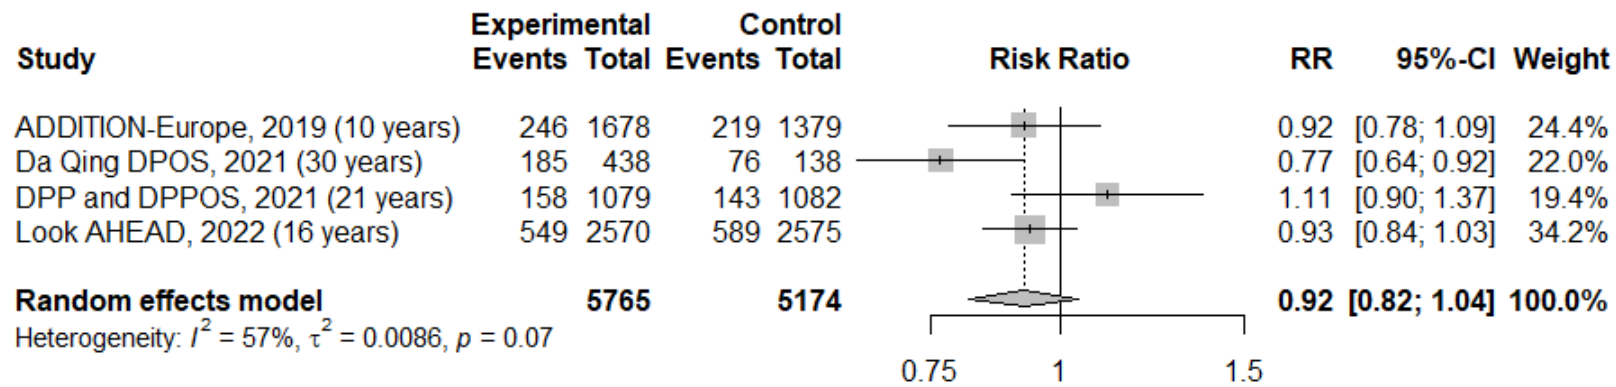 Experimental Control
Study Events Total Events Total Risk Ratio RR 95%-CI Weight
ADDITION-Europe, 2019 (10 years) 246 1678 219 1379 0.92 [0.78; 1.09] 24.4%
Da Qing DPOS, 2021 (30 years) 185 438 76 138 0.77 [0.64; 0.92] 22.0%
DPP and DPPOS, 2021 (21 years) 158 1079 143 1082 1.11 [0.90; 1.37] 19.4%
Look AHEAD, 2022 (16 years) 549 2570 589 2575 0.93 [0.84; 1.03] 34.2%
Random effects model 5765 5174 0.92 [0.82; 1.04] 100.0%
Heterogeneity: I² = 57%, τ² = 0.0086, p = 0.07
0.75 1 1.5